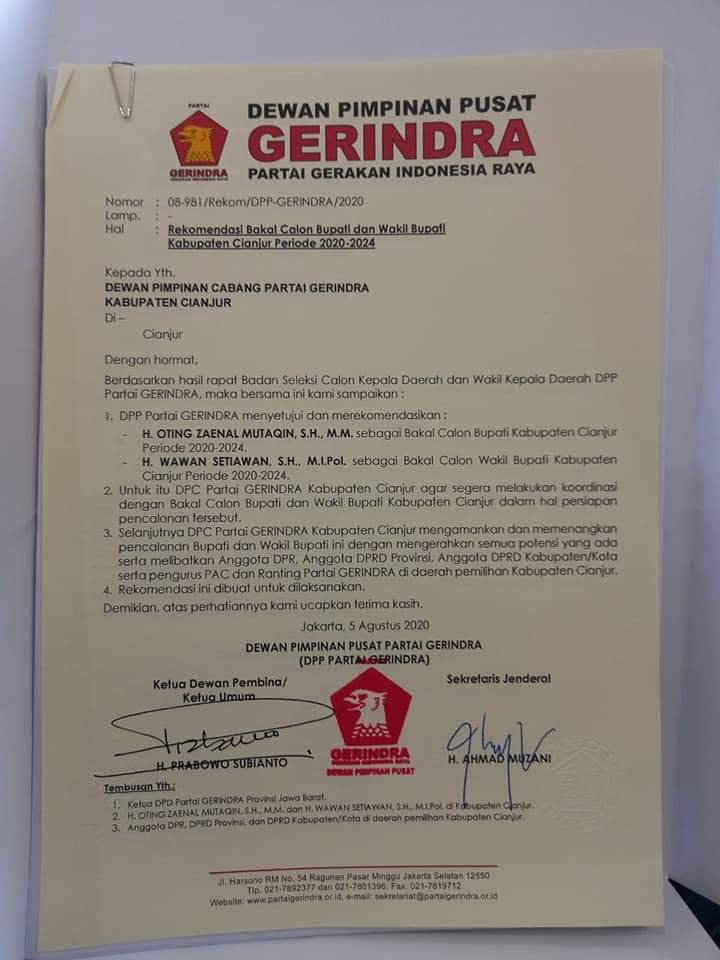 PARTAI
GERINDRA
GERAKAN INDONESIA RAYA
DEWAN PIMPINAN PUSAT
GERINDRA
PARTAI GERAKAN INDONESIA RAYA
Nomor : 08-981/Rekom/DPP-GERINDRA/2020
Lamp. : -
Hal : Rekomendasi Bakal Calon Bupati dan Wakil Bupati
Kabupaten Cianjur Periode 2020-2024
Kepada Yth.
DEWAN PIMPINAN CABANG PARTAI GERINDRA
KABUPATEN CIANJUR
Di –
Cianjur
Dengan hormat,
Berdasarkan hasil rapat Badan Seleksi Calon Kepala Daerah dan Wakil Kepala Daerah DPP
Partai GERINDRA, maka bersama ini kami sampaikan :
1. DPP Partai GERINDRA menyetujui dan merekomendasikan :
- H. OTING ZAENAL MUTAQIN, S.H., M.M. sebagai Bakal Calon Bupati Kabupaten Cianjur
Periode 2020-2024.
- H. WAWAN SETIAWAN, S.H., M.I.Pol. sebagai Bakal Calon Wakil Bupati Kabupaten
Cianjur Periode 2020-2024.
2. Untuk itu DPC Partai GERINDRA Kabupaten Cianjur agar segera melakukan koordinasi
dengan Bakal Calon Bupati dan Wakil Bupati Kabupaten Cianjur dalam hal persiapan
pencalonan tersebut.
3. Selanjutnya DPC Partai GERINDRA Kabupaten Cianjur mengamankan dan memenangkan
pencalonan Bupati dan Wakil Bupati ini dengan mengerahkan semua potensi yang ada
serta melibatkan Anggota DPR, Anggota DPRD Provinsi, Anggota DPRD Kabupaten/Kota
serta pengurus PAC dan Ranting Partai GERINDRA di daerah pemilihan Kabupaten Cianjur.
4. Rekomendasi ini dibuat untuk dilaksanakan.
Demikian, atas perhatiannya kami ucapkan terima kasih.
Jakarta, 5 Agustus 2020
DEWAN PIMPINAN PUSAT PARTAI GERINDRA
(DPP PARTAI GERINDRA)
Ketua Dewan Pembina/
Ketua Umum
Sekretaris Jenderal
GERINDRA
GERAKAN INDONESIA RAYA
DEWAN PIMPINAN PUSAT
H. PRABOWO SUBIANTO
H. AHMAD MUZANI
Tembusan Yth.:
1. Ketua DPD Partai GERINDRA Provinsi Jawa Barat.
2. H. OTING ZAENAL MUTAQIN, S.H., M.M. dan H. WAWAN SETIAWAN, S.H., M.I.Pol. di Kabupaten Cianjur.
3. Anggota DPR, DPRD Provinsi, dan DPRD Kabupaten/Kota di daerah pemilihan Kabupaten Cianjur.
Jl. Harsono RM No. 54 Ragunan Pasar Minggu Jakarta Selatan 12550
Tlp. 021-7892377 dan 021-7801396, Fax. 021-7819712
Website: www.partaigerindra.or.id, e-mail: sekretariat@partaigerindra.or.id